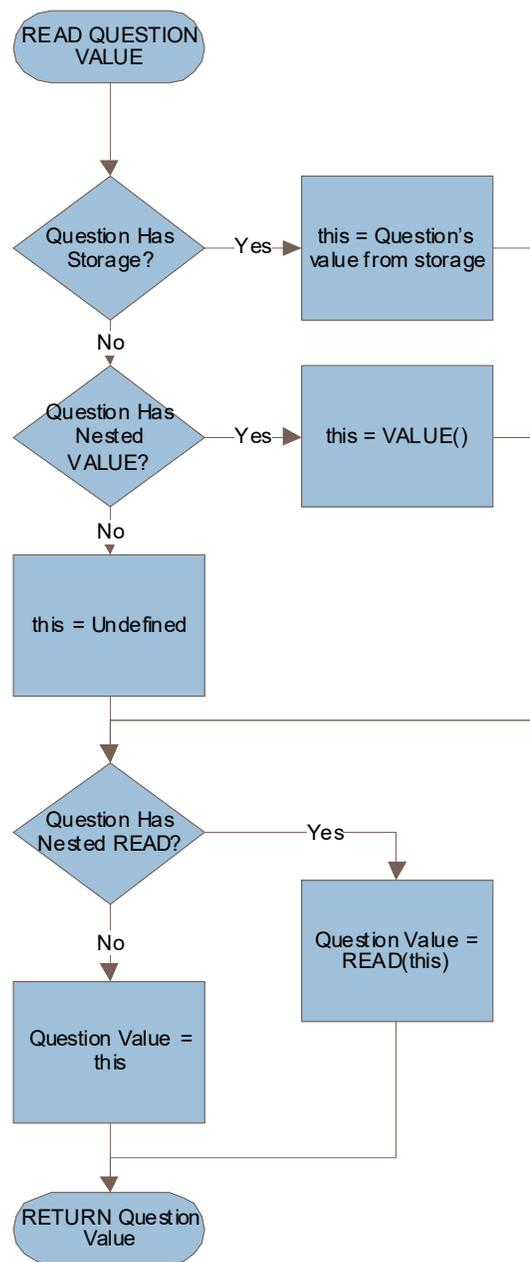 READ QUESTION
VALUE
Question Has
Storage?
Yes
this = Question's
value from storage
No
Question Has
Nested
VALUE?
Yes
this = VALUE()
No
this = Undefined
Question Has
Nested READ?
Yes
Question Value =
READ(this)
No
Question Value =
this
RETURN Question
Value